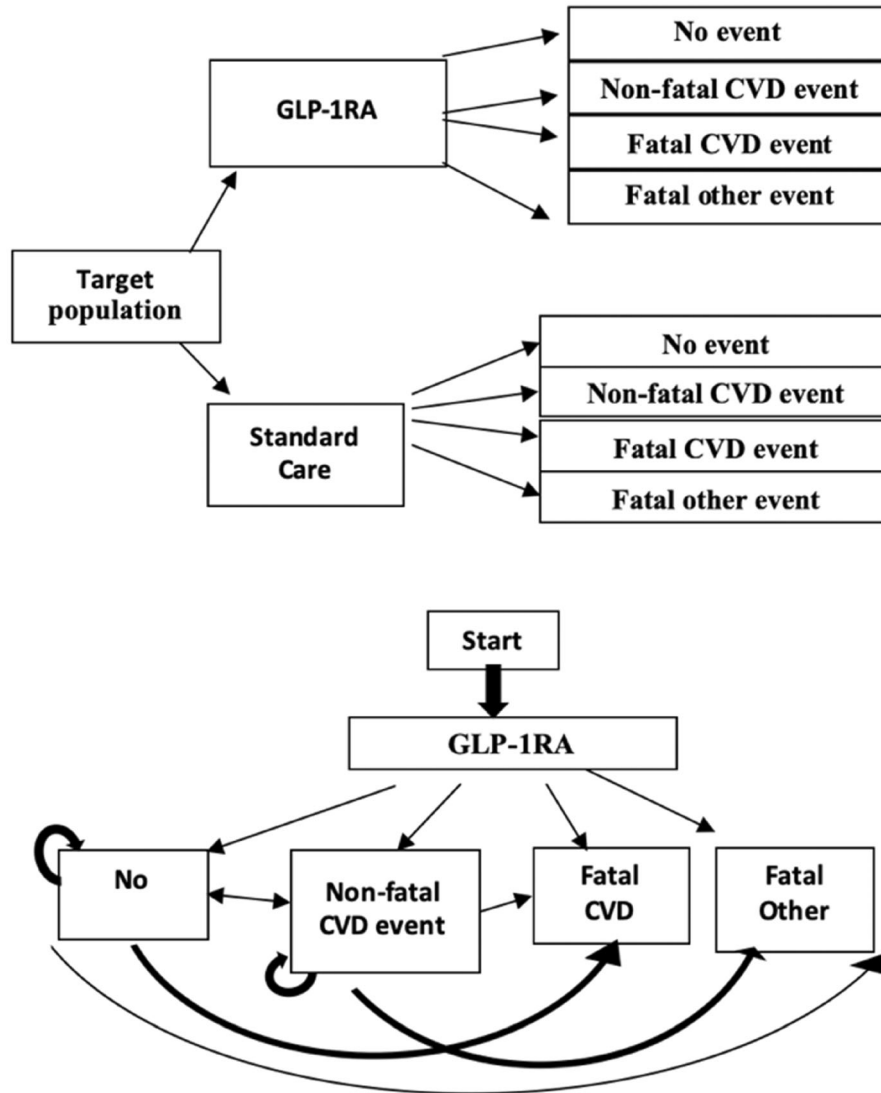 No event
GLP-1RA
Non-fatal CVD event
Fatal CVD event
Fatal other event
Target
population
No event
Non-fatal CVD event
Standard
Care
Fatal CVD event
Fatal other event
Start
GLP-1RA
No
Non-fatal
CVD event
Fatal
CVD
Fatal
Other